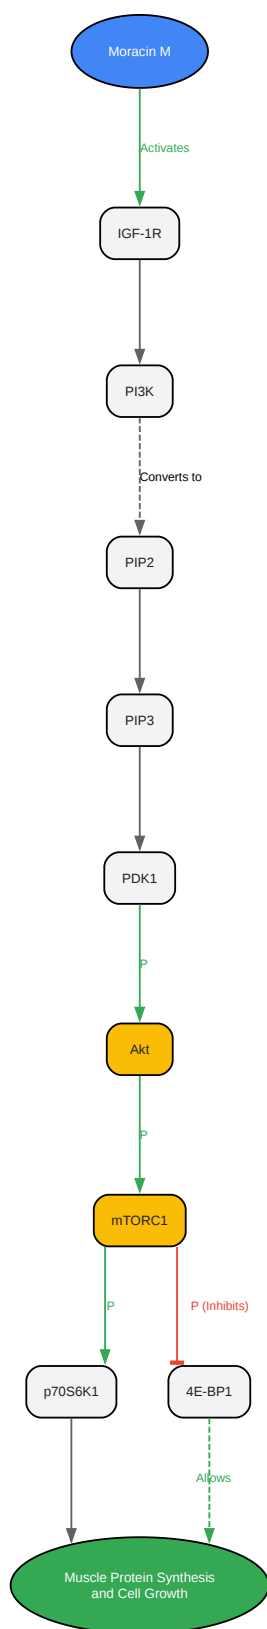 Moracin M
Activates
IGF-1R
PI3K
Converts to
PIP2
PIP3
PDK1
P
Akt
P
mTORC1
P
P (Inhibits)
p70S6K1
4E-BP1
Allows
Muscle Protein Synthesis
and Cell Growth